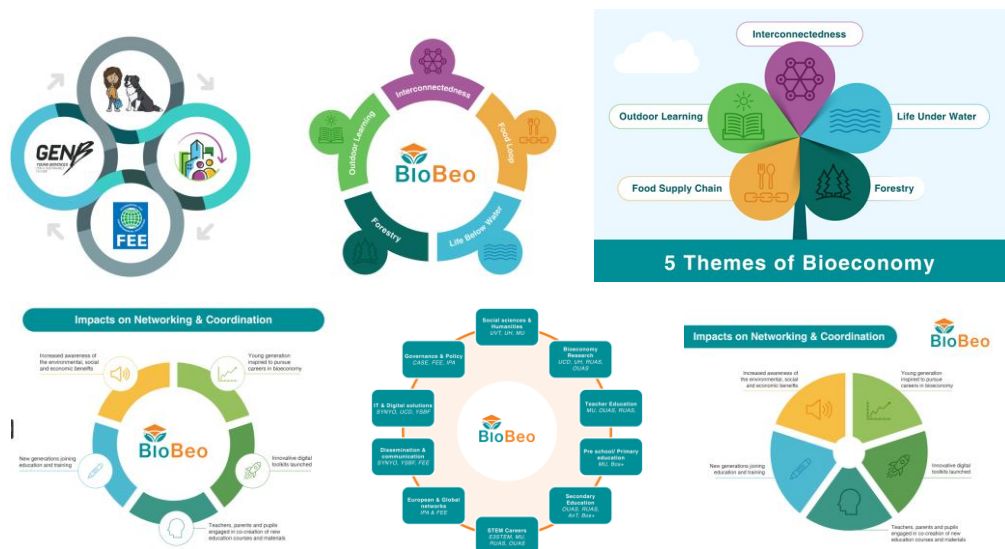 GENB
FEE
Interconnectedness
Outdoor Learning
Food Loop
BioBeo
Forestry
Life Below Water
Interconnectedness
Outdoor Learning
Life Under Water
Food Supply Chain
Forestry
5 Themes of Bioeconomy
Impacts on Networking & Coordination
Increased awareness of
the environmental, social
and economic benefits
Young generation
inspired to pursue
careers in bioeconomy
BioBeo
New generations joining
education and training
Innovative digital
toolkits launched
Teachers, parents and pupils
engaged in co-creation of new
education courses and materials
Social sciences &
Humanities
UVT, UH, MU
Governance & Policy
CASE, FEE, IPA
Bioeconomy
Research
UCD, UH, RUAS,
OUAS
IT & Digital solutions
SYNYO, UCD, YSBF
Teacher Education
MU, OUAS, RUAS,
BioBeo
Dissemination &
communication
SYNYO, YSBF, FEE
Pre school/ Primary
education
MU, Bos+
European & Global
networks
IPA & FEE
Secondary
Education
OUAS, RUAS,
Bos+
STEM Careers
E3STEM, MU,
RUAS, OUAS
Impacts on Networking & Coordination
BioBeo
Increased awareness of
the environmental, social
and economic benefits
Young generation
inspired to pursue
careers in bioeconomy
New generations joining
education and training
Innovative digital
toolkits launched
Teachers, parents and pupils
engaged in co-creation of new
education courses and materials